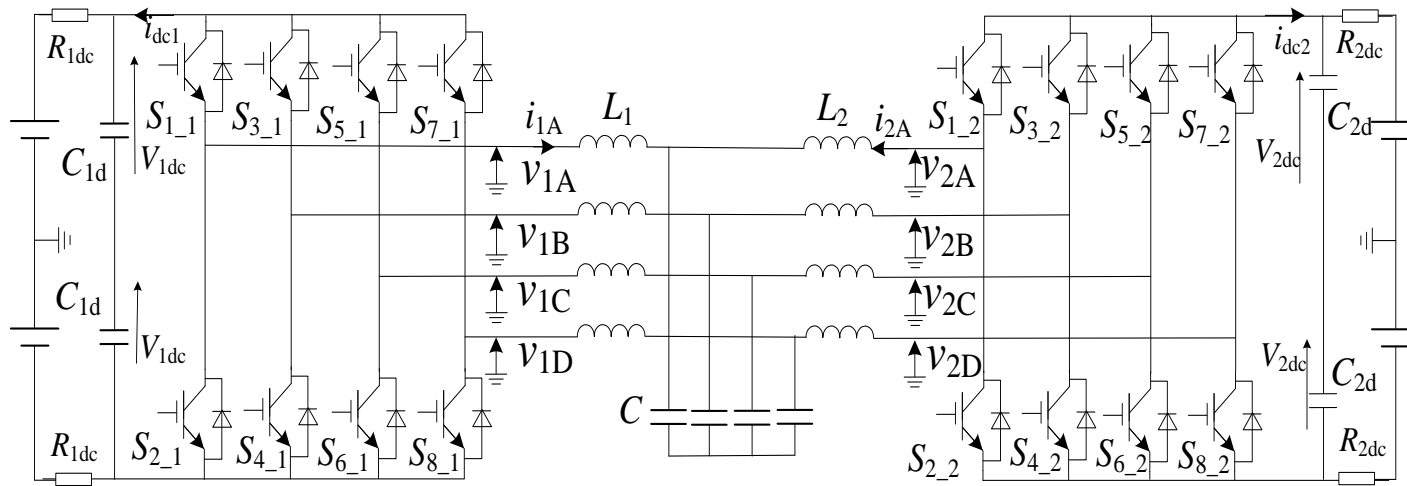 R1dc
idc1
S1_1
S3_1
S5_1
S7_1
i1A
L1
L2
i2A
S1_2
S3_2
S5_2
S7_2
idc2
R2dc
C1d
V1dc
v1A
v2A
V2dc
C2d
v1B
v2B
C1d
V1dc
v1C
v2C
v1D
v2D
V2dc
C2d
C
R1dc
S2_1
S4_1
S6_1
S8_1
S2_2
S4_2
S6_2
S8_2
R2dc